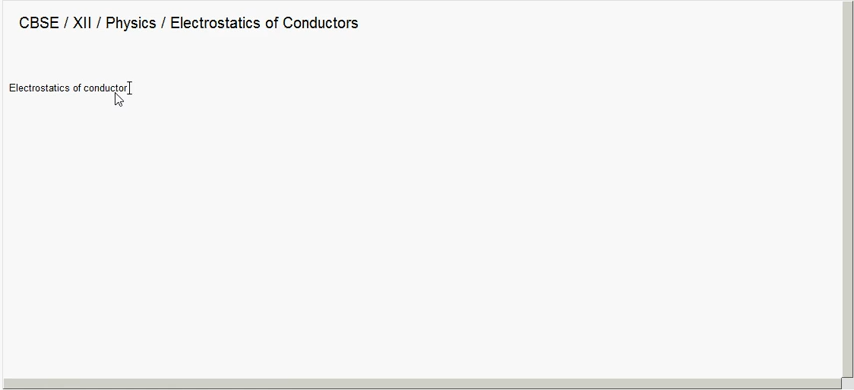 CBSE / XII / Physics / Electrostatics of Conductors
Electrostatics of conductor